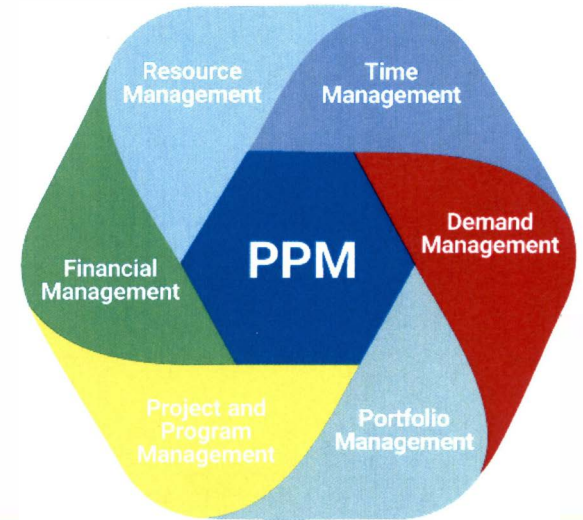 Resource
Management
Time
Management
Demand
Management
PPM
Financial
Management
Project and
Program
Management
Portfolio
Management